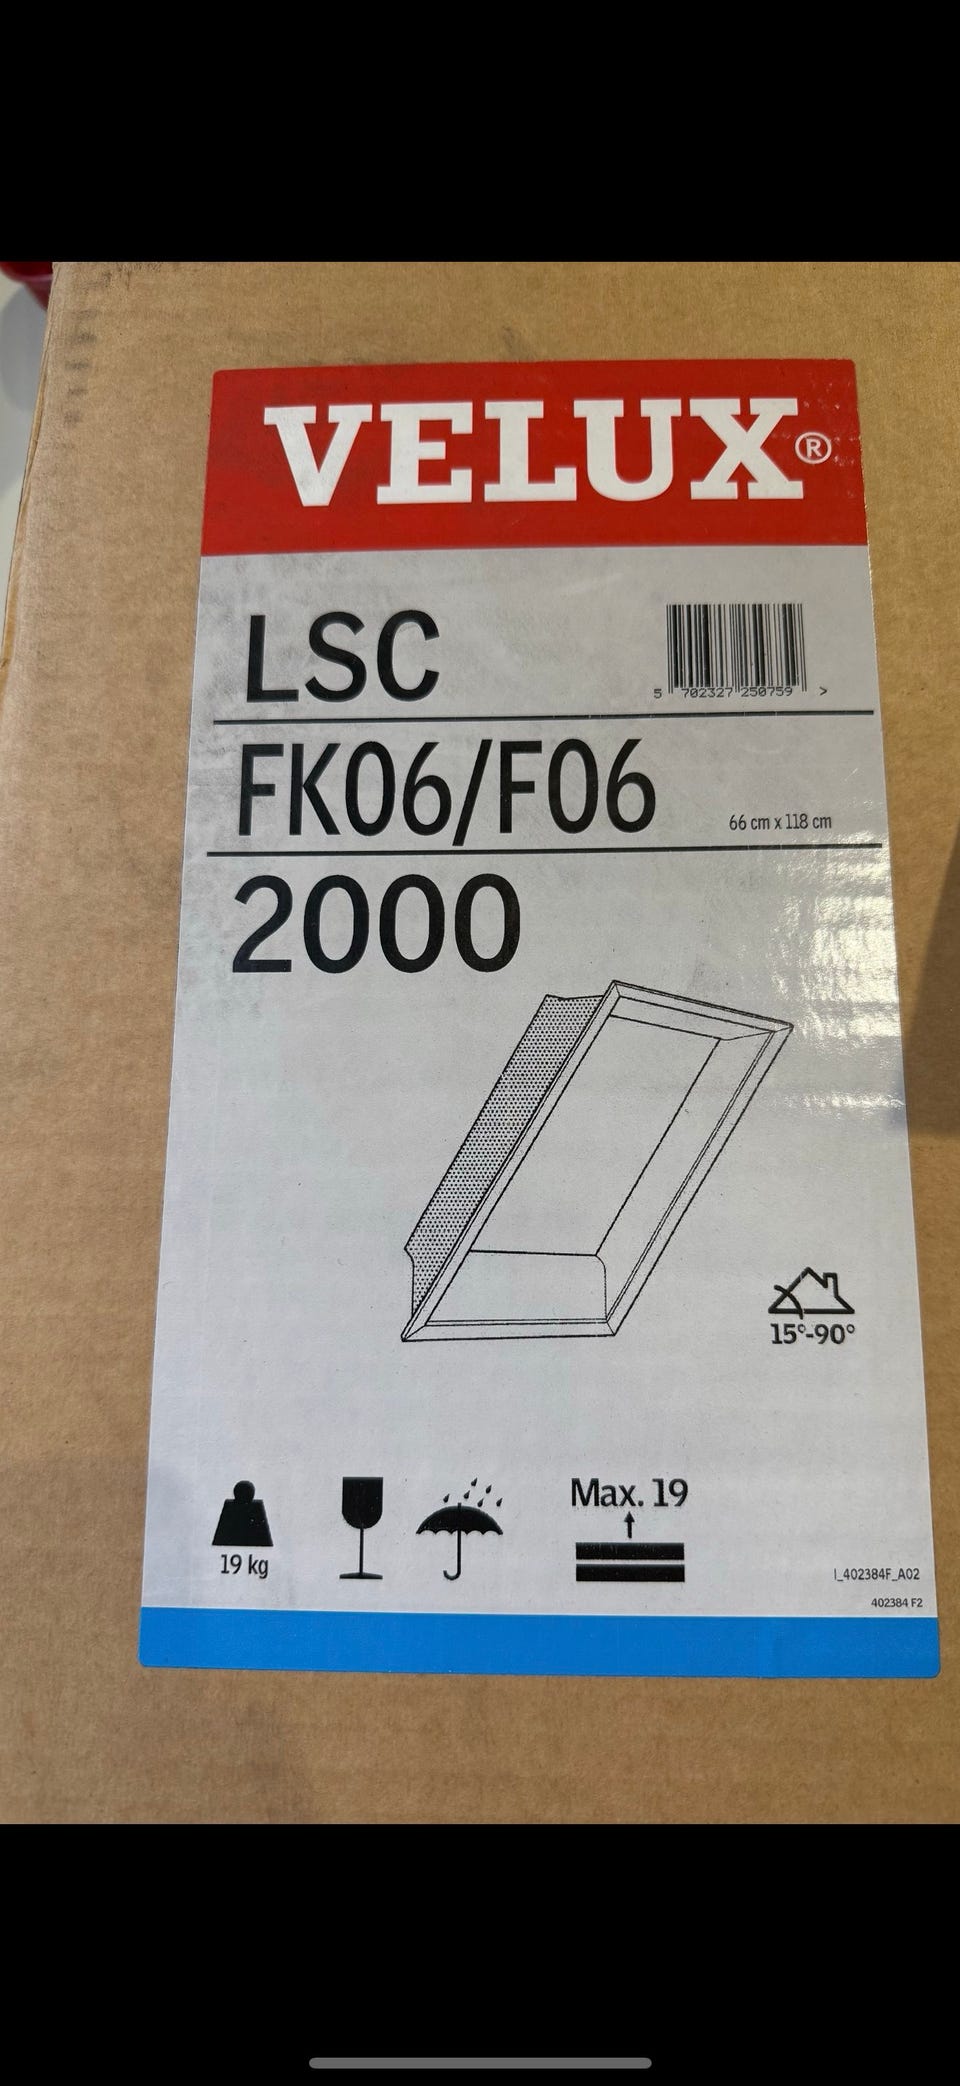 VELUX®
LSC
5 702327 250759 >
FK06/F06
66 cm x 118 cm
2000
15°-90°
Max. 19
19 kg
I_402384F_A02
402384 F2